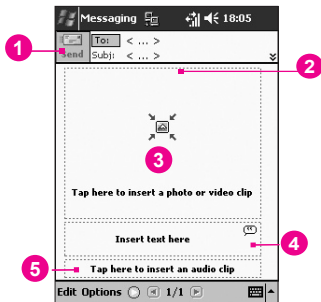 Messaging 18:05
1
Send To: < ... >
Subj: < ... >
2
3
Tap here to insert a photo or video clip
Insert text here
4
5
Tap here to insert an audio clip
Edit Options 1/1